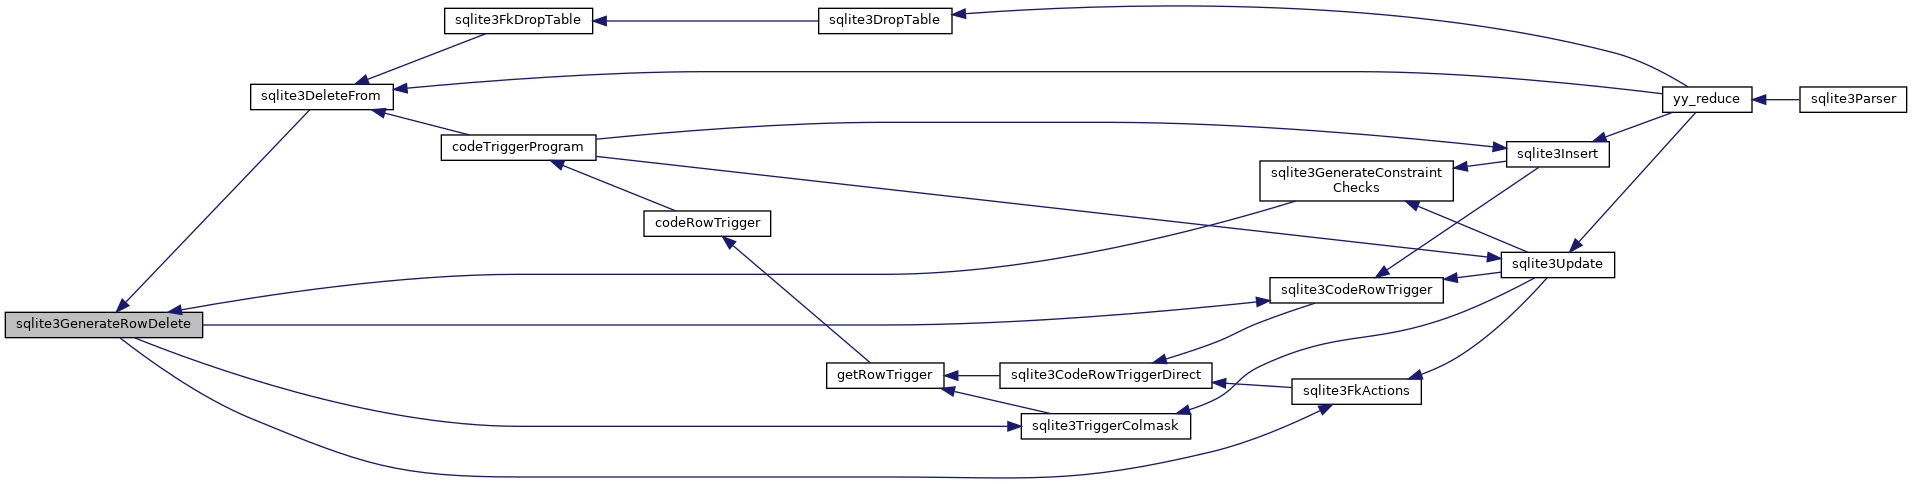 sqlite3FkDropTable
sqlite3DropTable
sqlite3DeleteFrom
yy_reduce
sqlite3Parser
codeTriggerProgram
sqlite3Insert
sqlite3GenerateConstraint
Checks
codeRowTrigger
sqlite3Update
sqlite3CodeRowTrigger
sqlite3GenerateRowDelete
getRowTrigger
sqlite3CodeRowTriggerDirect
sqlite3FkActions
sqlite3TriggerColmask